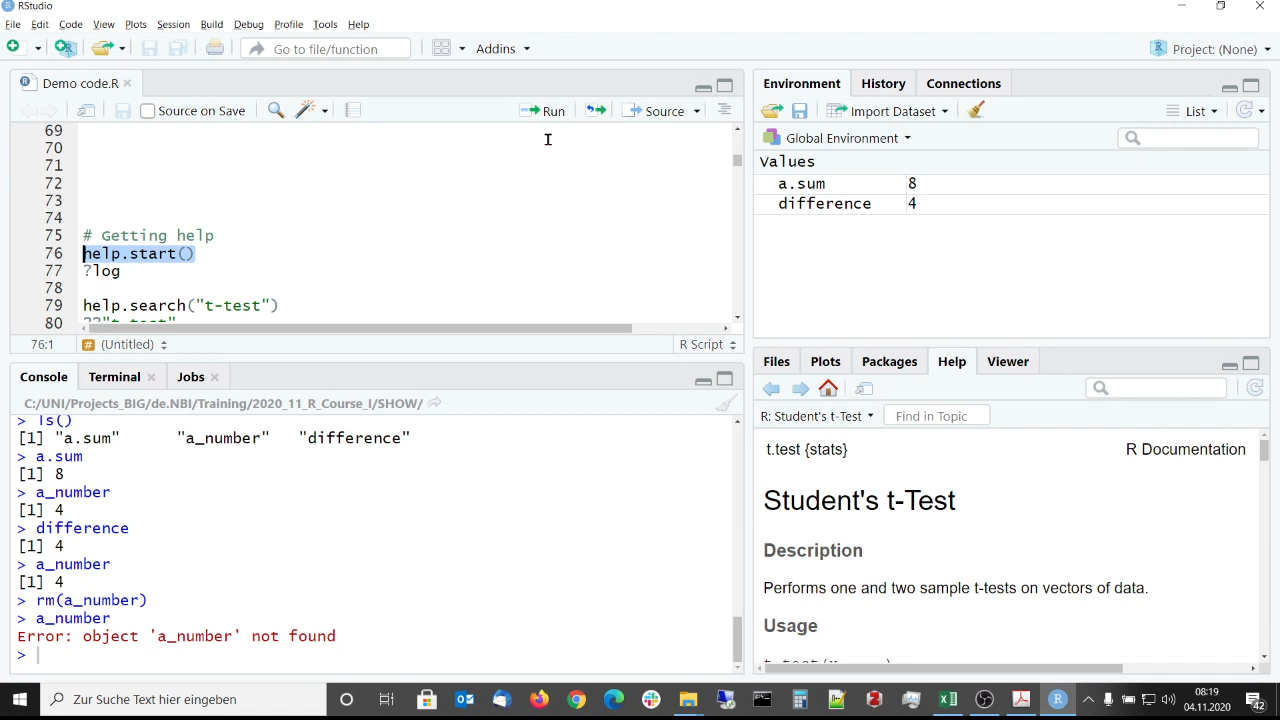 RStudio
File Edit Code View Plots Session Build Debug Profile Tools Help
Go to file/function Addins Project: (None)
Demo code.R
Source on Save Run Source
69
70
71
72
73
74
75 # Getting help
76 help.start()
77 ?log
78
79 help.search("t-test")
80 ??"t-test"
76:1 # (Untitled) R Script
Console Terminal Jobs
C:/UNI/Projects_BIG/de.NBI/Training/2020_11_R_Course_I/SHOW/
> ls()
[1] "a.sum" "a_number" "difference"
> a.sum
[1] 8
> a_number
[1] 4
> difference
[1] 4
> a_number
[1] 4
> rm(a_number)
> a_number
Error: object 'a_number' not found
>
Environment History Connections
Import Dataset List
Global Environment
Values
a.sum 8
difference 4
Files Plots Packages Help Viewer
R: Student's t-Test Find in Topic
t.test {stats} R Documentation
Student's t-Test
Description
Performs one and two sample t-tests on vectors of data.
Usage
Zur Suche Text hier eingeben
08:19
04.11.2020
42